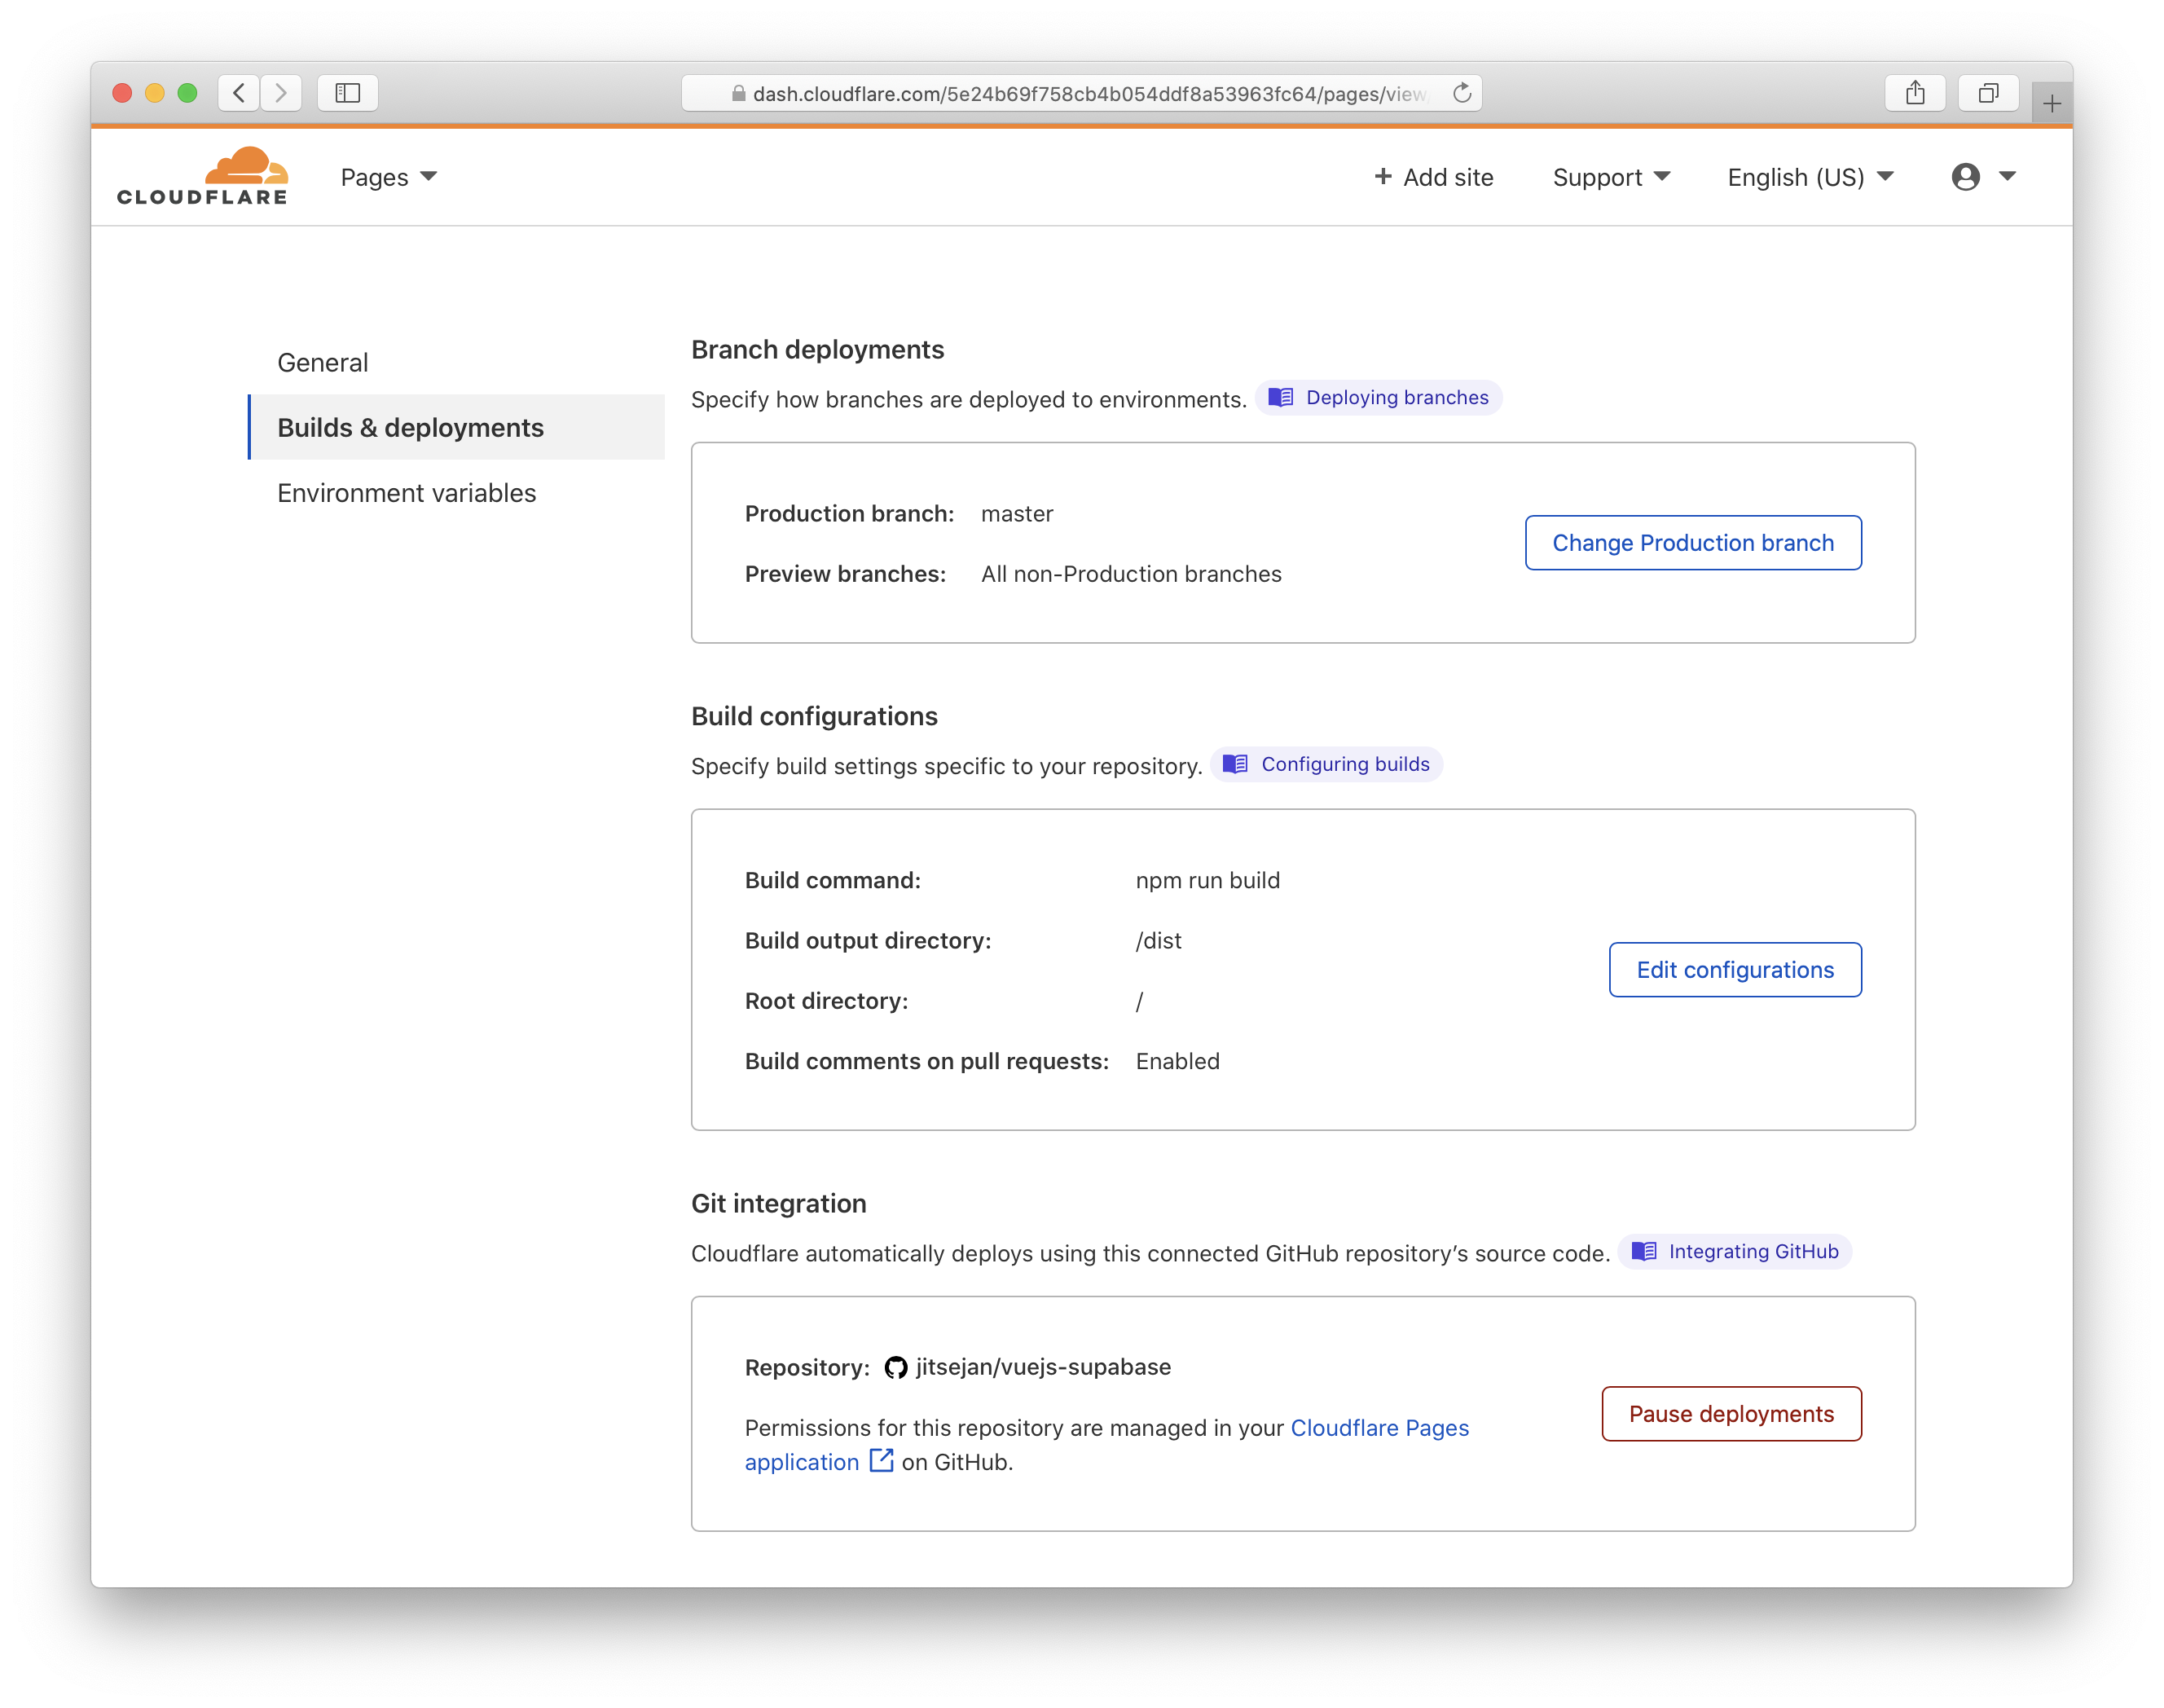 dash.cloudflare.com/5e24b69f758cb4b054ddf8a53963fc64/pages/view
CLOUDFLARE
Pages
+ Add site
Support
English (US)
General
Builds & deployments
Environment variables
Branch deployments
Specify how branches are deployed to environments. Deploying branches
Production branch: master
Preview branches: All non-Production branches
Change Production branch
Build configurations
Specify build settings specific to your repository. Configuring builds
Build command: npm run build
Build output directory: /dist
Root directory: /
Build comments on pull requests: Enabled
Edit configurations
Git integration
Cloudflare automatically deploys using this connected GitHub repository’s source code. Integrating GitHub
Repository: jitsejan/vuejs-supabase
Permissions for this repository are managed in your Cloudflare Pages
application on GitHub.
Pause deployments